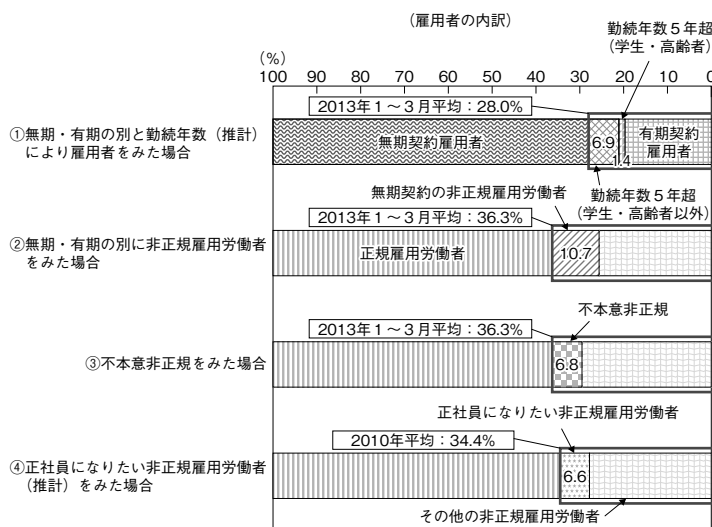 (雇用者の内訳)
勤続年数５年超
(学生・高齢者)
(%)
100 90 80 70 60 50 40 30 20 10 0
2013年１～３月平均：28.0%
①無期・有期の別と勤続年数（推計）
により雇用者をみた場合
無期契約雇用者
6.9
1.4
有期契約
雇用者
無期契約の非正規雇用労働者
勤続年数５年超
(学生・高齢者以外)
2013年１～３月平均：36.3%
②無期・有期の別に非正規雇用労働者
をみた場合
正規雇用労働者
10.7
不本意非正規
2013年１～３月平均：36.3%
③不本意非正規をみた場合
6.8
正社員になりたい非正規雇用労働者
2010年平均：34.4%
④正社員になりたい非正規雇用労働者
（推計）をみた場合
6.6
その他の非正規雇用労働者